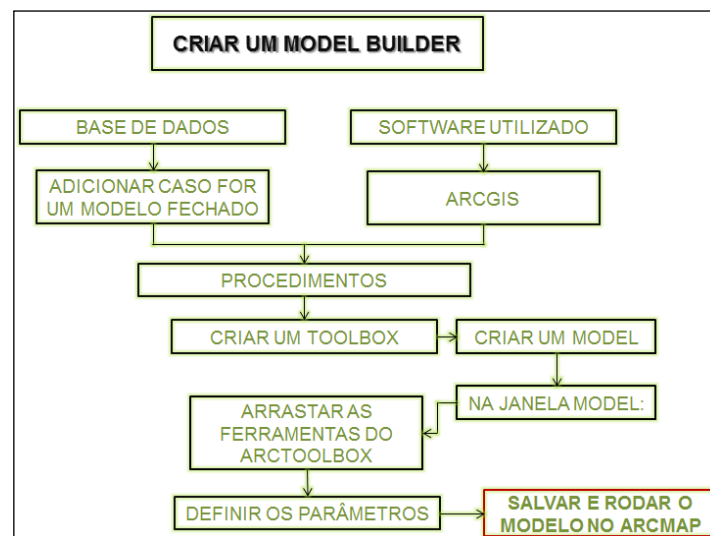 CRIAR UM MODEL BUILDER
BASE DE DADOS
SOFTWARE UTILIZADO
ADICIONAR CASO FOR
UM MODELO FECHADO
ARCGIS
PROCEDIMENTOS
CRIAR UM TOOLBOX
CRIAR UM MODEL
NA JANELA MODEL:
ARRASTAR AS
FERRAMENTAS DO
ARCTOOLBOX
DEFINIR OS PARÂMETROS
SALVAR E RODAR O
MODELO NO ARCMAP